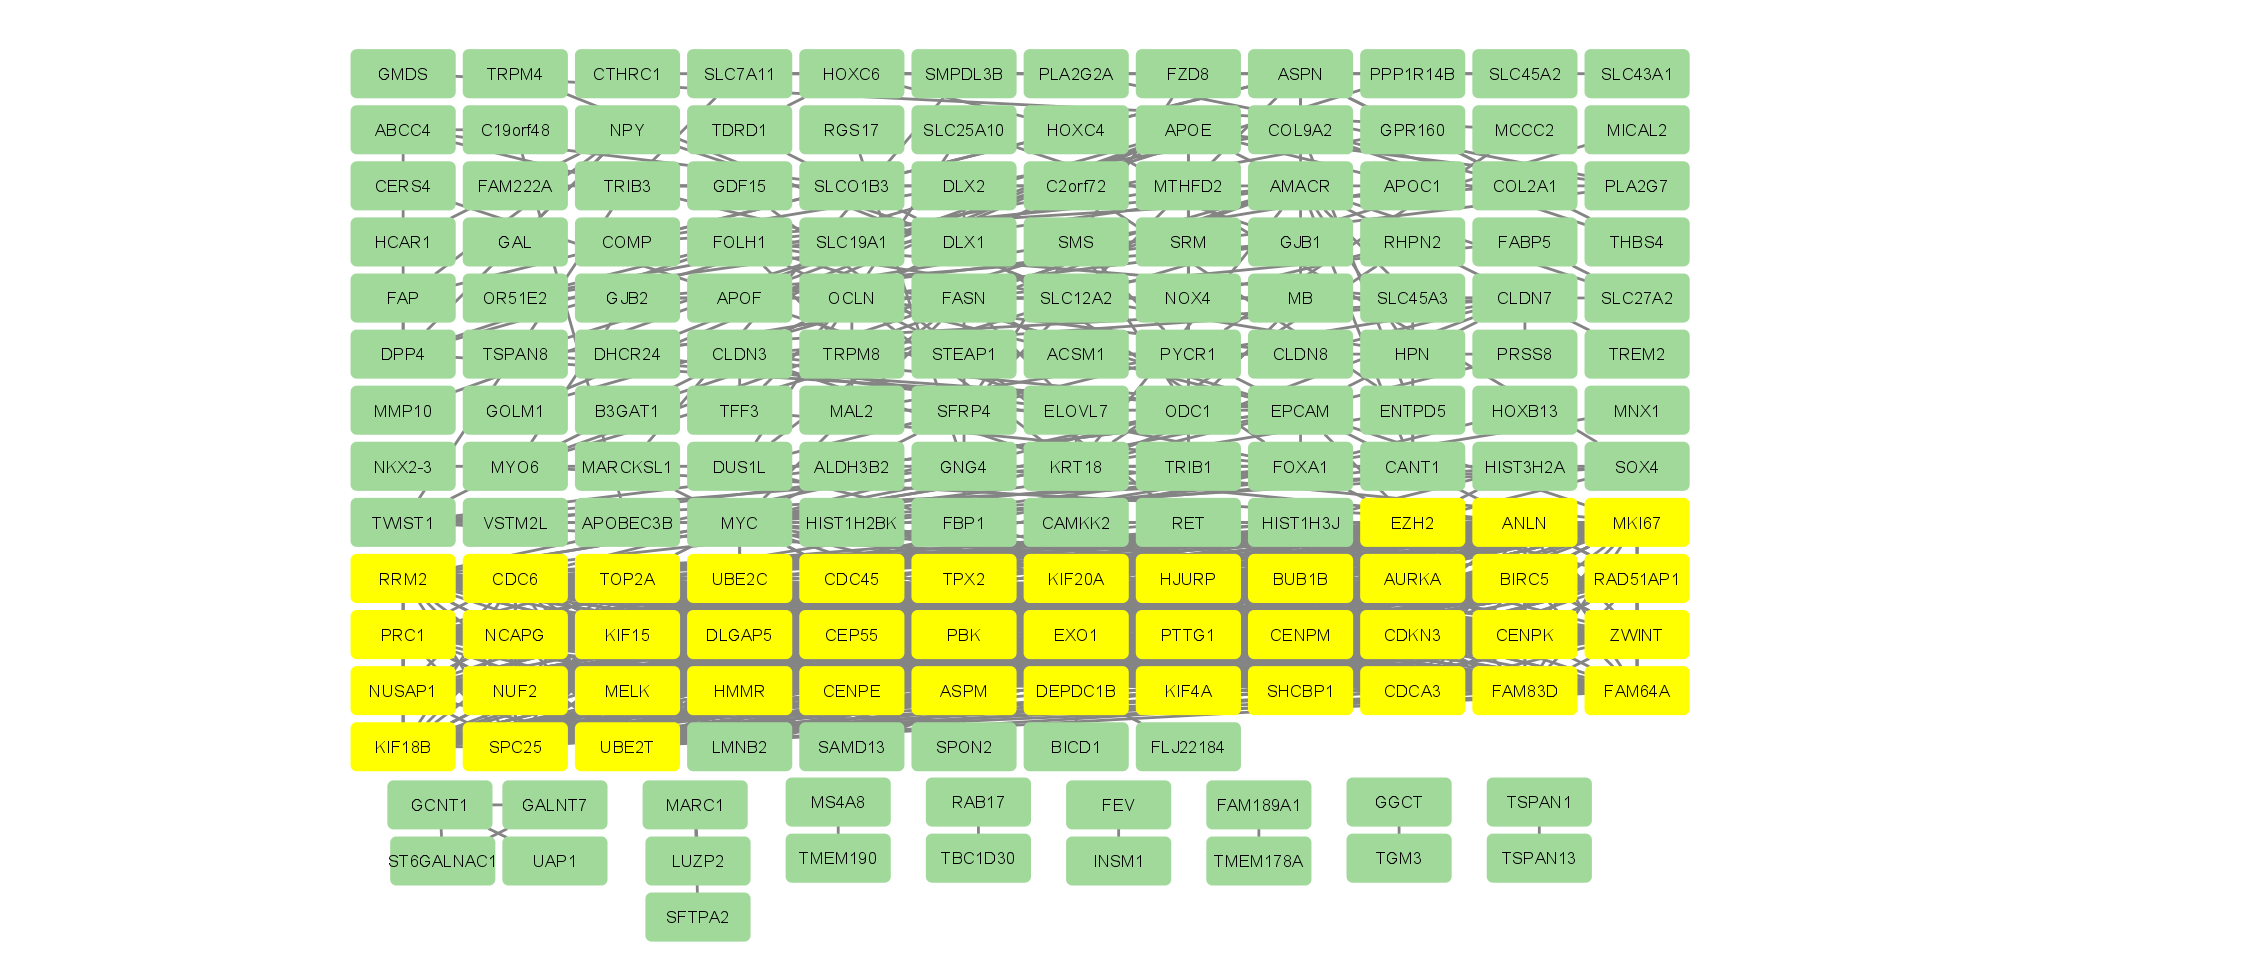 GMDS TRPM4 CTHRC1 SLC7A11 HOXC6 SMPDL3B PLA2G2A FZD8 ASPN PPP1R14B SLC45A2 SLC43A1
ABCC4 C19orf48 NPY TDRD1 RGS17 SLC25A10 HOXC4 APOE COL9A2 GPR160 MCCC2 MICAL2
CERS4 FAM222A TRIB3 GDF15 SLCO1B3 DLX2 C2orf72 MTHFD2 AMACR APOC1 COL2A1 PLA2G7
HCAR1 GAL COMP FOLH1 SLC19A1 DLX1 SMS SRM GJB1 RHPN2 FABP5 THBS4
FAP OR51E2 GJB2 APOF OCLN FASN SLC12A2 NOX4 MB SLC45A3 CLDN7 SLC27A2
DPP4 TSPAN8 DHCR24 CLDN3 TRPM8 STEAP1 ACSM1 PYCR1 CLDN8 HPN PRSS8 TREM2
MMP10 GOLM1 B3GAT1 TFF3 MAL2 SFRP4 ELOVL7 ODC1 EPCAM ENTPD5 HOXB13 MNX1
NKX2-3 MYO6 MARCKSL1 DUS1L ALDH3B2 GNG4 KRT18 TRIB1 FOXA1 CANT1 HIST3H2A SOX4
TWIST1 VSTM2L APOBEC3B MYC HIST1H2BK FBP1 CAMKK2 RET HIST1H3J EZH2 ANLN MKI67
RRM2 CDC6 TOP2A UBE2C CDC45 TPX2 KIF20A HJURP BUB1B AURKA BIRC5 RAD51AP1
PRC1 NCAPG KIF15 DLGAP5 CEP55 PBK EXO1 PTTG1 CENPM CDKN3 CENPK ZWINT
NUSAP1 NUF2 MELK HMMR CENPE ASPM DEPDC1B KIF4A SHCBP1 CDCA3 FAM83D FAM64A
KIF18B SPC25 UBE2T LMNB2 SAMD13 SPON2 BICD1 FLJ22184
GCNT1 GALNT7 MARC1 MS4A8 RAB17 FEV FAM189A1 GGCT TSPAN1
ST6GALNAC1 UAP1 LUZP2 TMEM190 TBC1D30 INSM1 TMEM178A TGM3 TSPAN13
SFTPA2